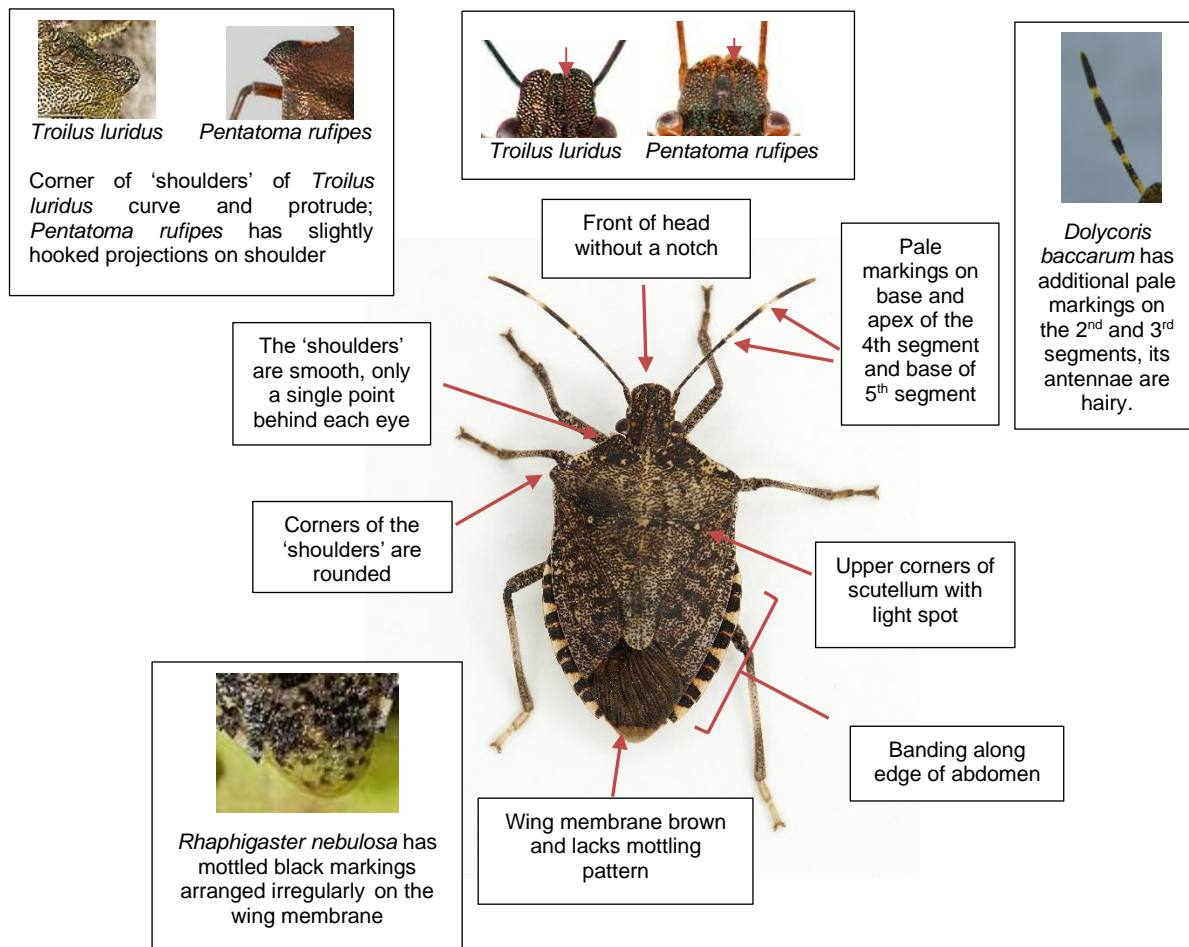 Troilus luridus
Pentatoma rufipes
Corner of ‘shoulders’ of Troilus
luridus curve and protrude;
Pentatoma rufipes has slightly
hooked projections on shoulder
Troilus luridus
Pentatoma rufipes
Dolycoris
baccarum has
additional pale
markings on
the 2nd and 3rd
segments, its
antennae are
hairy.
Front of head
without a notch
Pale
markings on
base and
apex of the
4th segment
and base of
5th segment
The ‘shoulders’
are smooth, only
a single point
behind each eye
Corners of the
‘shoulders’ are
rounded
Upper corners of
scutellum with
light spot
Banding along
edge of abdomen
Wing membrane brown
and lacks mottling
pattern
Rhaphigaster nebulosa has
mottled black markings
arranged irregularly on the
wing membrane